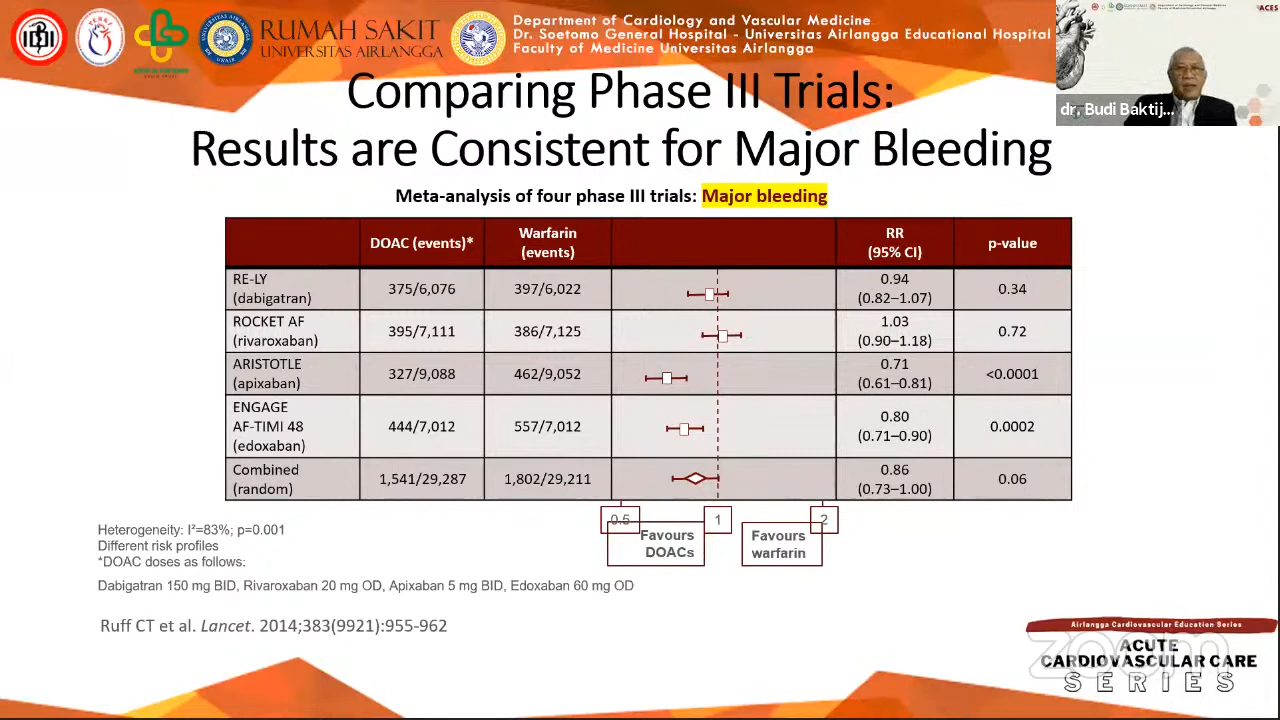 RUMAH SAKIT
UNIVERSITAS AIRLANGGA
Department of Cardiology and Vascular Medicine
Dr. Soetomo General Hospital - Universitas Airlangga Educational Hospital
Faculty of Medicine Universitas Airlangga
dr. Budi Baktij...
Comparing Phase III Trials:
Results are Consistent for Major Bleeding
Meta-analysis of four phase III trials: Major bleeding
DOAC (events)* Warfarin (events) RR (95% CI) p-value
RE-LY (dabigatran) 375/6,076 397/6,022 0.94 (0.82–1.07) 0.34
ROCKET AF (rivaroxaban) 395/7,111 386/7,125 1.03 (0.90–1.18) 0.72
ARISTOTLE (apixaban) 327/9,088 462/9,052 0.71 (0.61–0.81) <0.0001
ENGAGE AF-TIMI 48 (edoxaban) 444/7,012 557/7,012 0.80 (0.71–0.90) 0.0002
Combined (random) 1,541/29,287 1,802/29,211 0.86 (0.73–1.00) 0.06
0.5 1 2
Favours DOACs
Favours warfarin
Heterogeneity: I²=83%; p=0.001
Different risk profiles
*DOAC doses as follows:
Dabigatran 150 mg BID, Rivaroxaban 20 mg OD, Apixaban 5 mg BID, Edoxaban 60 mg OD
Ruff CT et al. Lancet. 2014;383(9921):955-962
Airlangga Cardiovascular Education Series
zoom
ACUTE
CARDIOVASCULAR CARE
SERIES